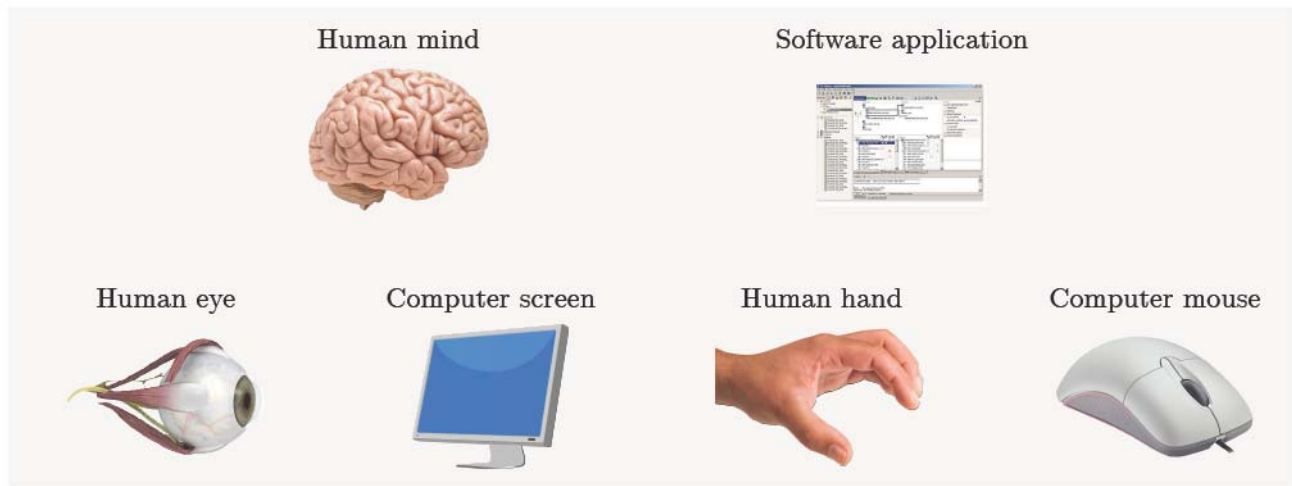 Human mind
Software application
Human eye
Computer screen
Human hand
Computer mouse